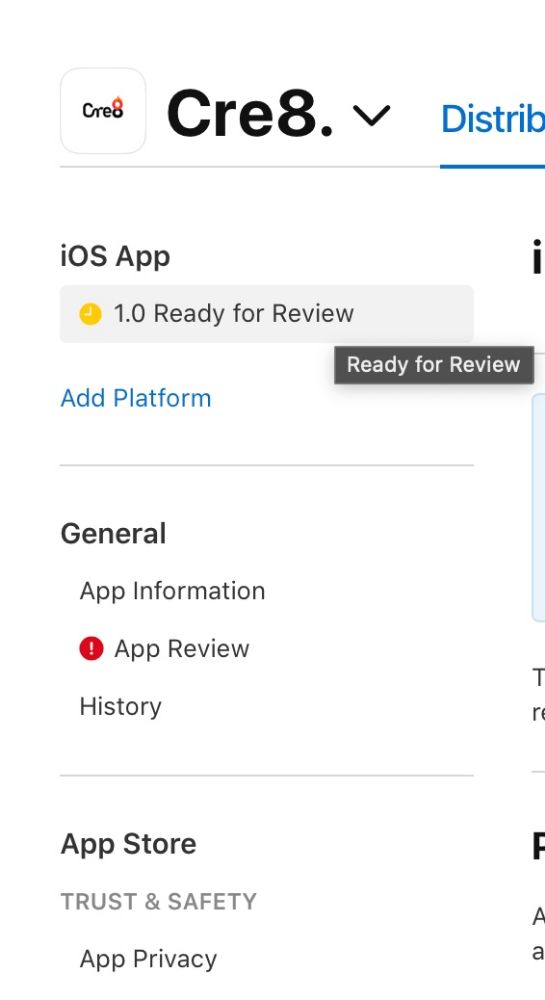 Cre8
Cre8.
Distrib
iOS App
1.0 Ready for Review
Ready for Review
Add Platform
General
App Information
App Review
History
App Store
TRUST & SAFETY
App Privacy
i
T
re
P
A
a